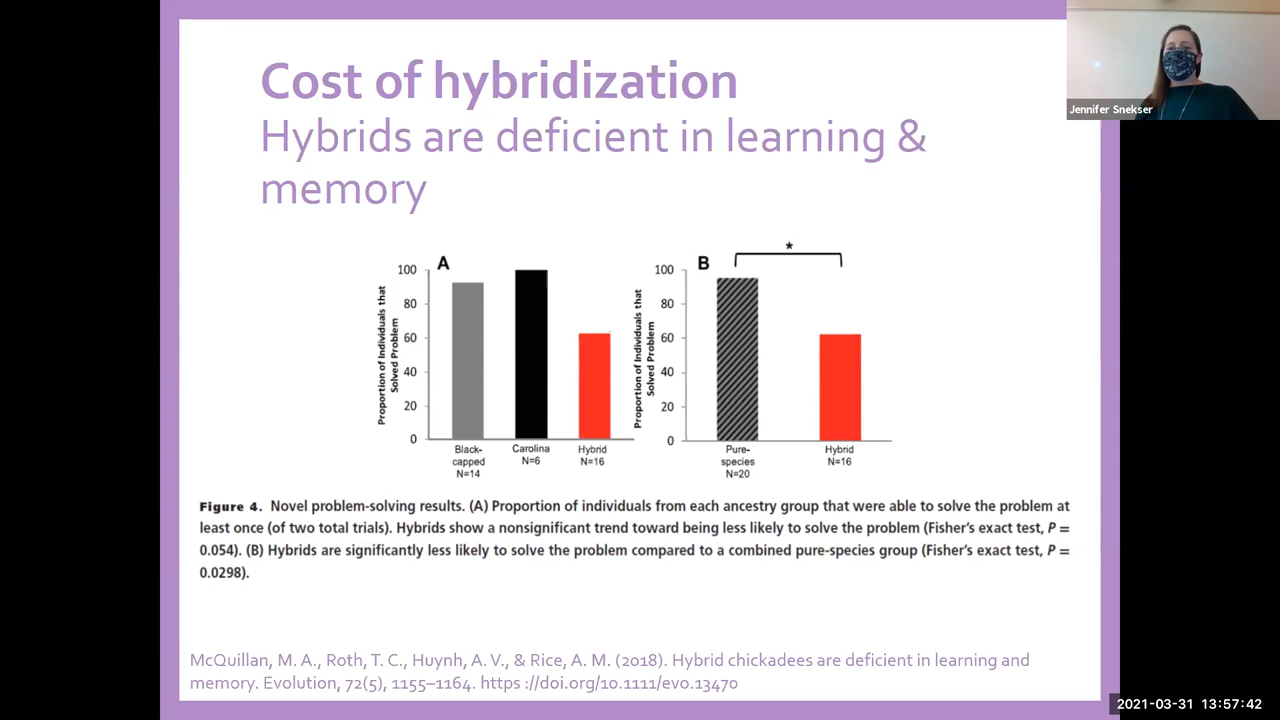 Cost of hybridization
Hybrids are deficient in learning &
memory
Jennifer Snekser
A
Proportion of Individuals that
Solved Problem
100
80
60
40
20
0
Black-
capped
N=14
Carolina
N=6
Hybrid
N=16
B
*
Proportion of Individuals that
Solved Problem
100
80
60
40
20
0
Pure-
species
N=20
Hybrid
N=16
Figure 4. Novel problem-solving results. (A) Proportion of individuals from each ancestry group that were able to solve the problem at
least once (of two total trials). Hybrids show a nonsignificant trend toward being less likely to solve the problem (Fisher's exact test, P =
0.054). (B) Hybrids are significantly less likely to solve the problem compared to a combined pure-species group (Fisher's exact test, P =
0.0298).
McQuillan, M. A., Roth, T. C., Huynh, A. V., & Rice, A. M. (2018). Hybrid chickadees are deficient in learning and
memory. Evolution, 72(5), 1155–1164. https ://doi.org/10.1111/evo.13470
2021-03-31 13:57:42